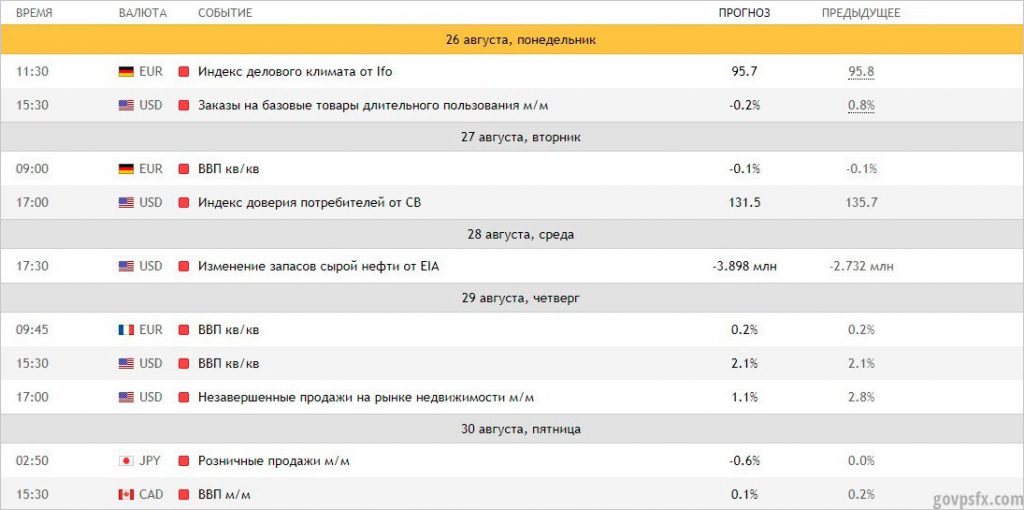 ВРЕМЯ ВАЛЮТА СОБЫТИЕ ПРОГНОЗ ПРЕДЫДУЩЕЕ
26 августа, понедельник
11:30 EUR Индекс делового климата от Ifo 95.7 95.8
15:30 USD Заказы на базовые товары длительного пользования м/м -0.2% 0.8%
27 августа, вторник
09:00 EUR ВВП кв/кв -0.1% -0.1%
17:00 USD Индекс доверия потребителей от CB 131.5 135.7
28 августа, среда
17:30 USD Изменение запасов сырой нефти от EIA -3.898 млн -2.732 млн
29 августа, четверг
09:45 EUR ВВП кв/кв 0.2% 0.2%
15:30 USD ВВП кв/кв 2.1% 2.1%
17:00 USD Незавершенные продажи на рынке недвижимости м/м 1.1% 2.8%
30 августа, пятница
02:50 JPY Розничные продажи м/м -0.6% 0.0%
15:30 CAD ВВП м/м 0.1% 0.2%
govpsfx.com